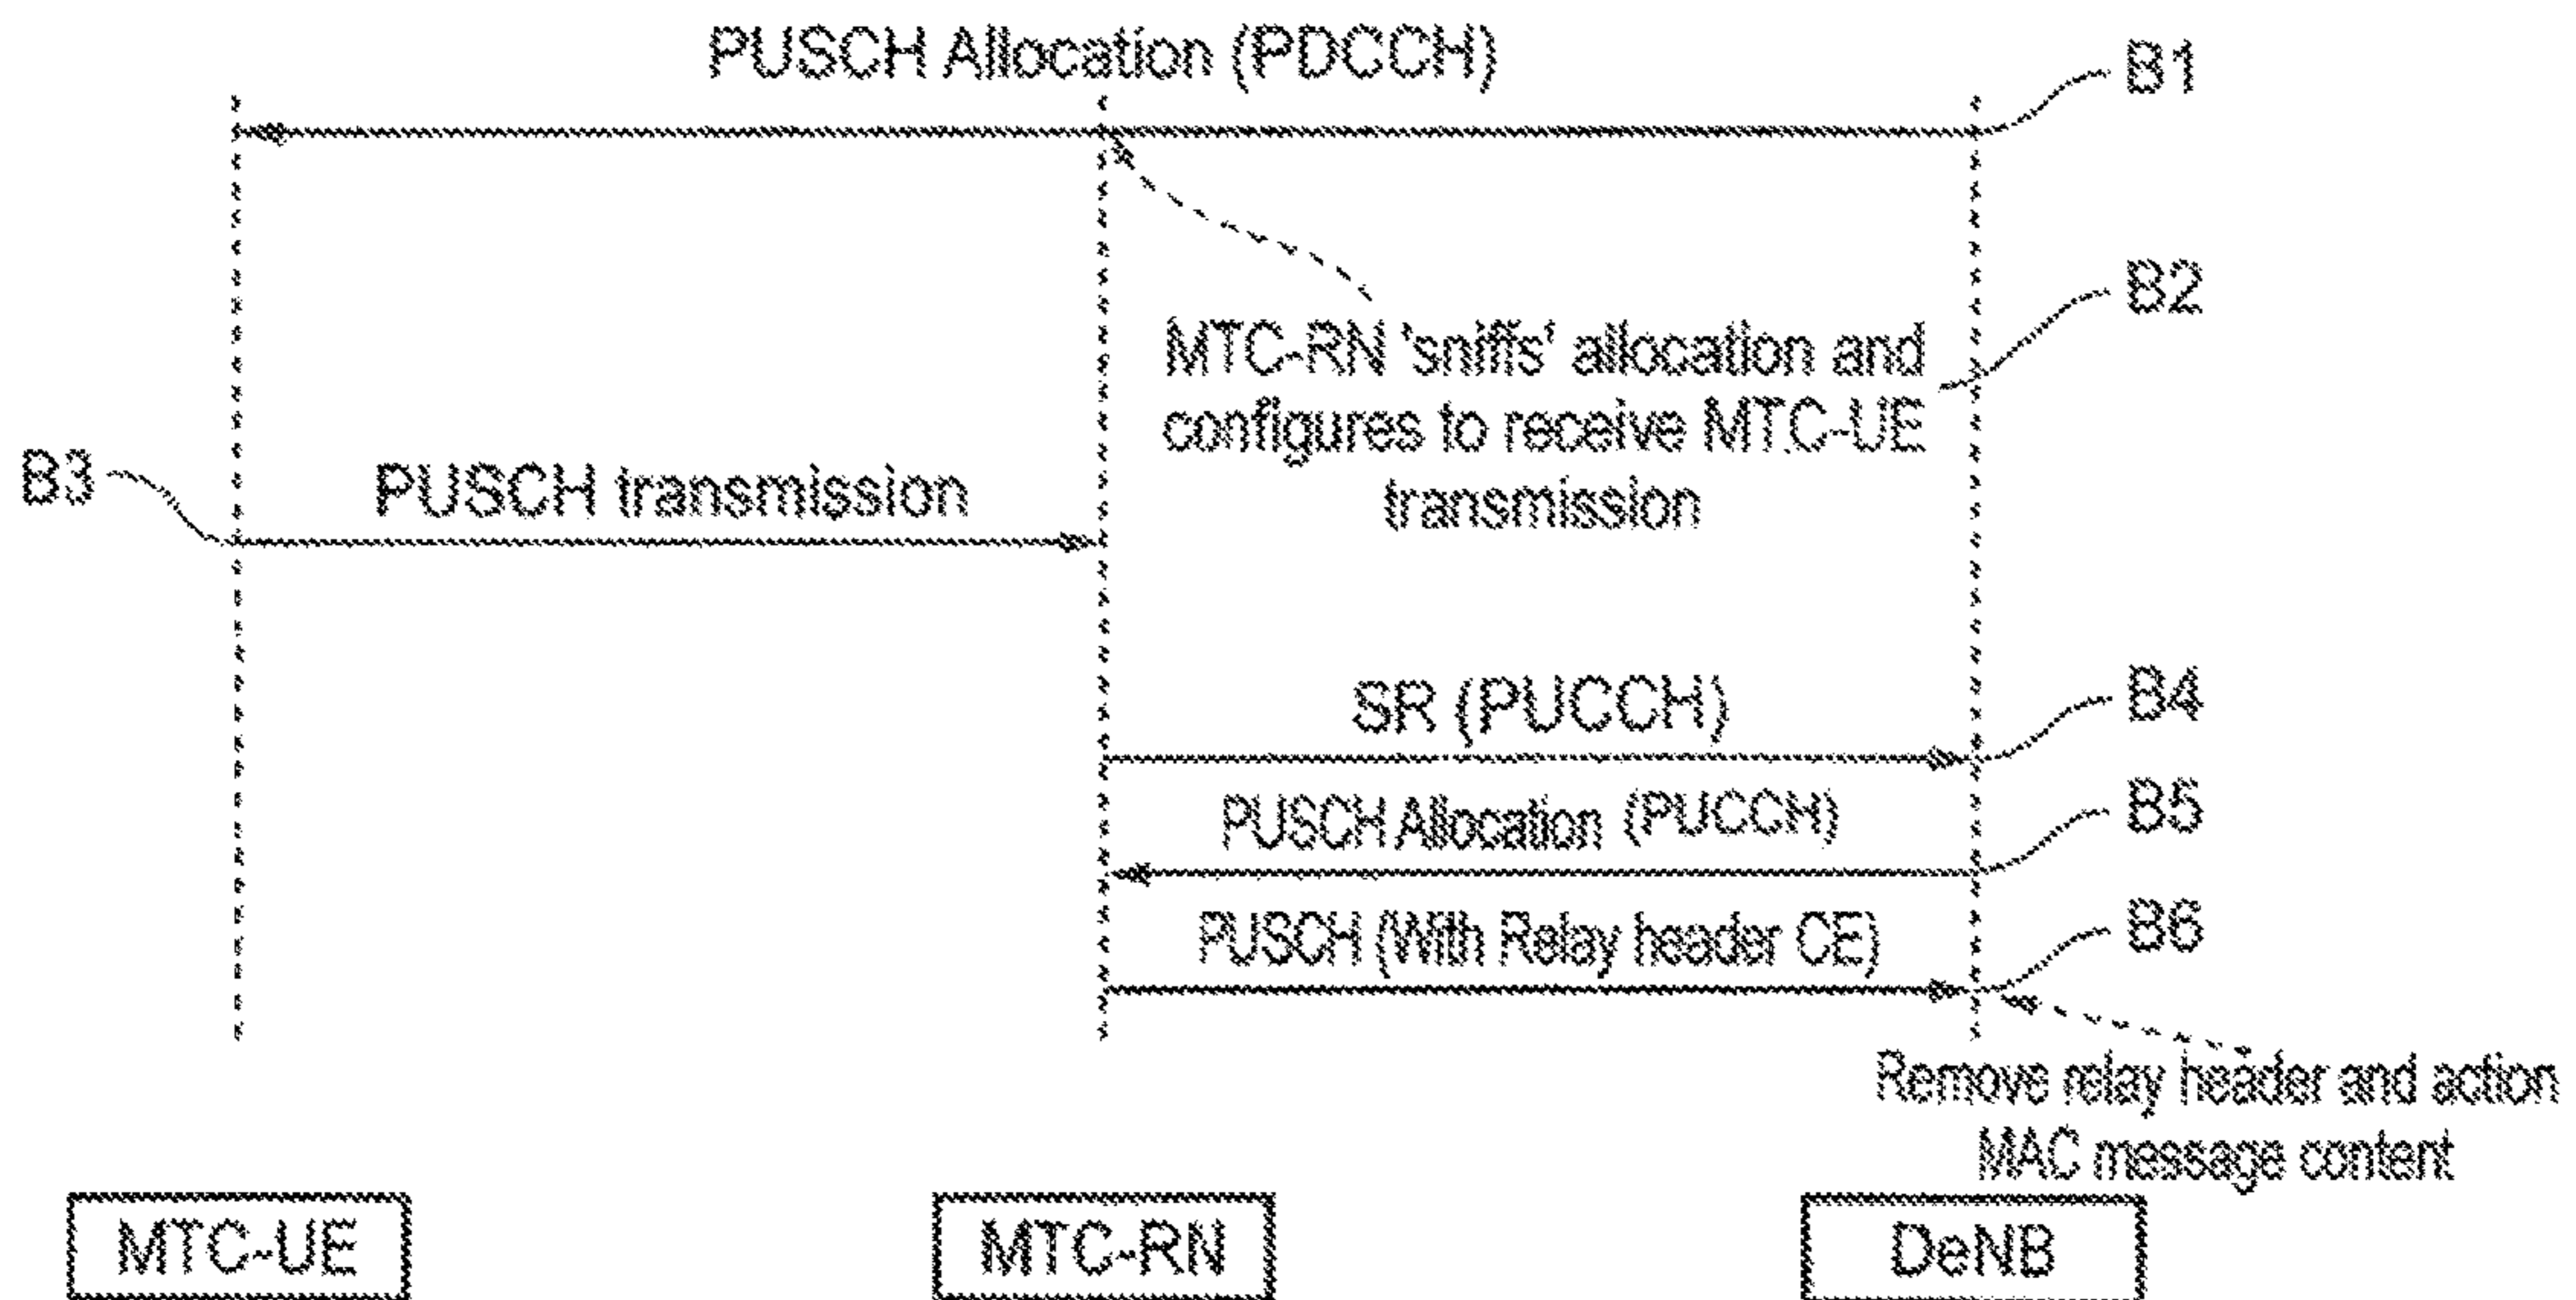 PUSCH Allocation (PDCCH)
B1
B2
MTC-RN 'sniffs' allocation and
configures to receive MTC-UE
transmission
B3
PUSCH transmission
SR (PUCCH)
B4
PUSCH Allocation (PUCCH)
B5
PUSCH (With Relay header CE)
B6
Remove relay header and action
MAC message content
MTC-UE
MTC-RN
DeNB